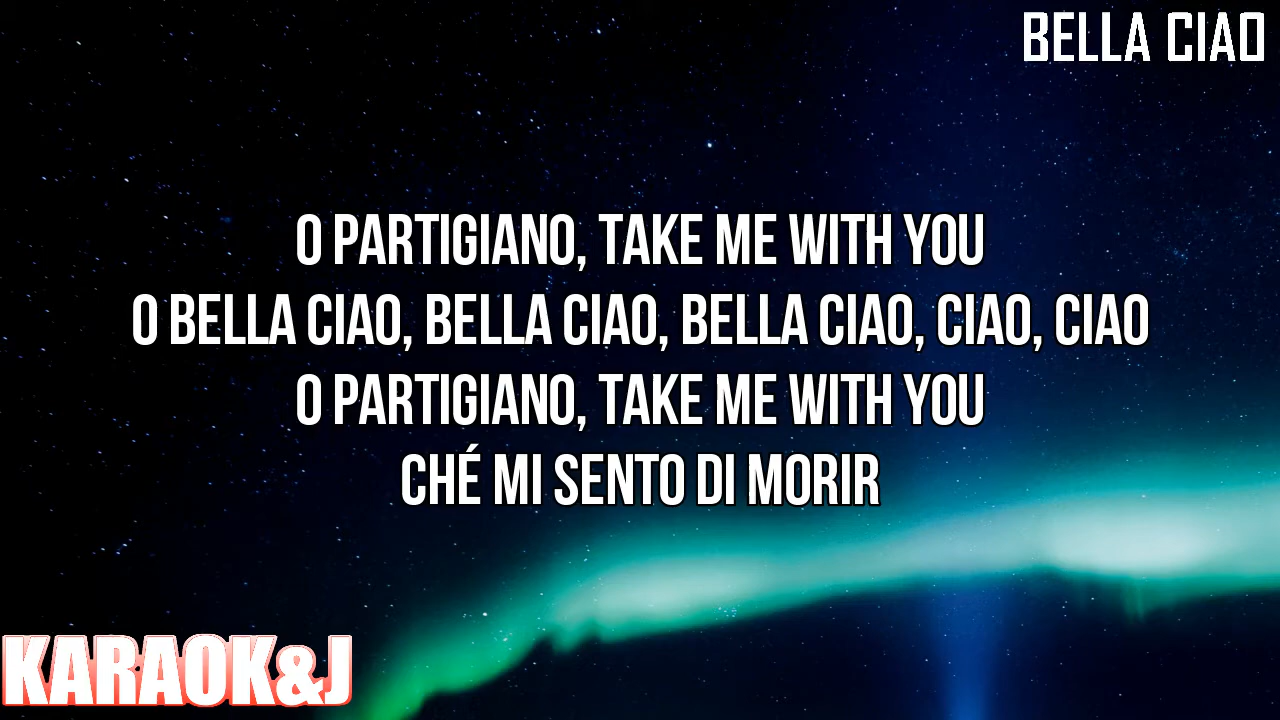 BELLA CIAO
O PARTIGIANO, TAKE ME WITH YOU
O BELLA CIAO, BELLA CIAO, BELLA CIAO, CIAO, CIAO
O PARTIGIANO, TAKE ME WITH YOU
CHÉ MI SENTO DI MORIR
KARAOK&J